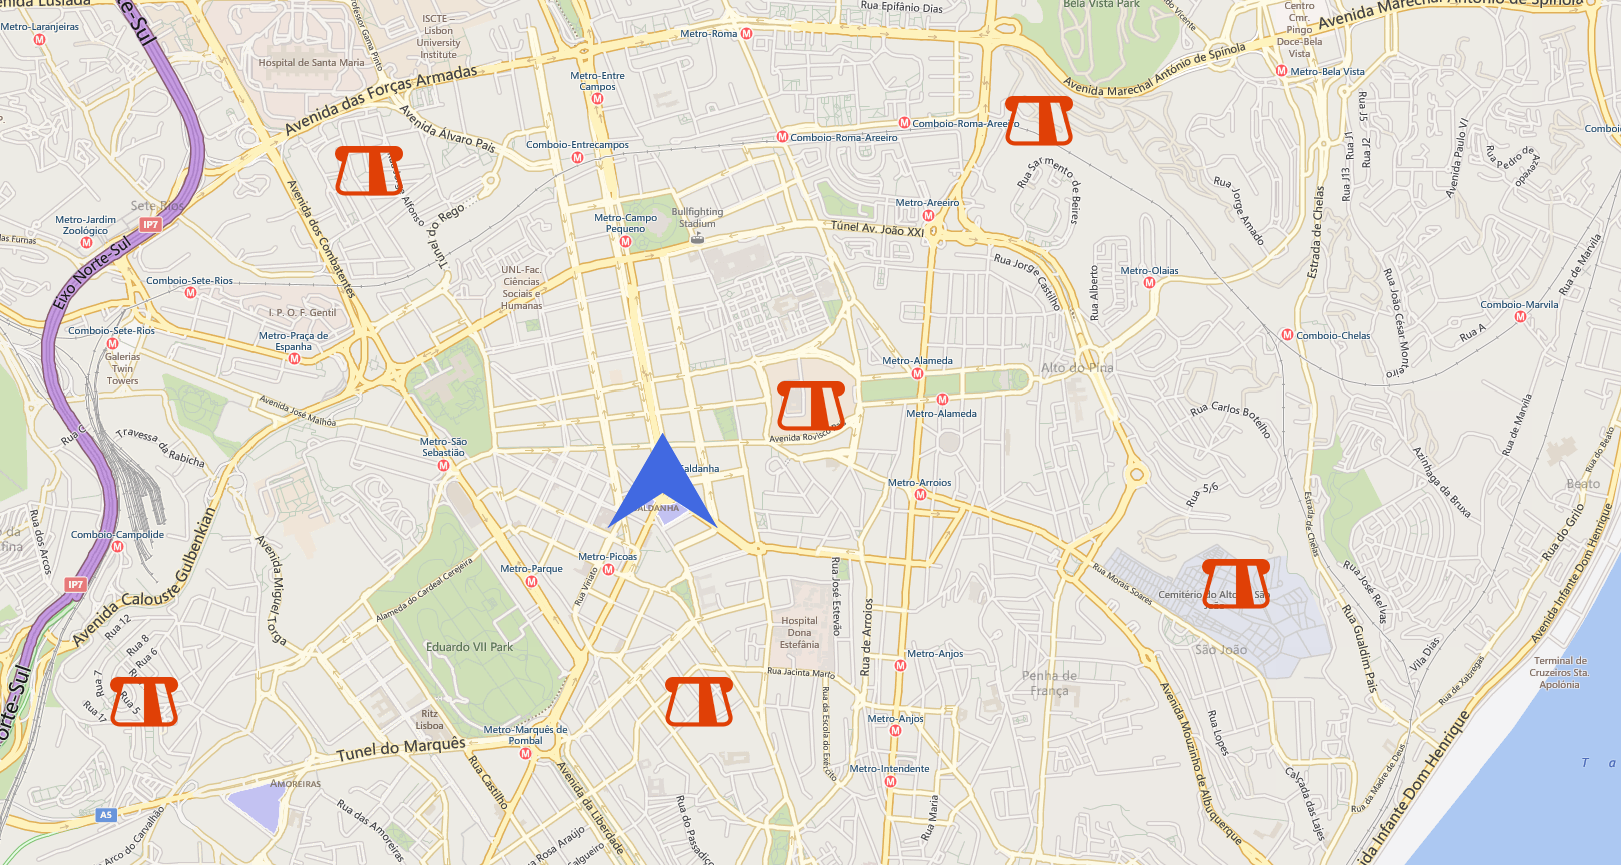 enida Lusíada
te-Sul
Metro-Laranjeiras
Professor Gama Pinto
ISCTE –
Lisbon
University
Institute
Hospital de Santa Maria
Avenida das Forças Armadas
Avenida Álvaro Pais
Metro-Entre
Campos
Metro-Roma
Rua Epifânio Dias
Bela Vista Park
do Vicente
Centro
Cmr.
Pingo
Doce-Bela
Vista
Avenida Marechal António de Spínola
Avenida Marechal António de Spínola
Metro-Bela Vista
Comboio-Entrecampos
Comboio-Roma-Areeiro
Comboio-Roma-Areeiro
Rua J5
Rua J2
Rua J1
Rua J13
Avenida Paulo VI
Rua Pedro de Azevedo
Comboio
Sete Rios
IP7
Metro-Jardim
Zoológico
das Furnas
Eixo Norte-Sul
Avenida dos Combatentes
Alfonso
Tunel do Rego
Metro-Campo
Pequeno
Bullfighting
Stadium
Túnel Av. João XXI
Metro-Areeiro
Rua Sarmento de Beires
Rua Jorge Castilho
Rua Alberto
Metro-Olaias
Rua Jorge Amado
Estrada de Chelas
Rua João César Monteiro
Rua de Marvila
Comboio-Marvila
Rua A
Comboio-Chelas
Comboio-Sete-Rios
Comboio-Sete-Rios
UNL-Fac.
Ciências
Sociais e
Humanas
I. P. O. F. Gentil
Metro-Praça de
Espanha
Galerias
Twin
Towers
Metro-Alameda
Metro-Alameda
Alto do Pina
Avenida José Malhoa
Rua C
Travessa da Rabicha
Metro-São
Sebastião
Avenida Rovisco Pa
Saldanha
ALDANHA
Metro-Arroios
Rua Carlos Botelho
Rua 5/6
Estrada de Chelas
Azinhaga da Bruxa
Rua de Marvila
Rua do Beato
Beato
Rua do Grilo
Rua dos Arcos
Comboio-Campolide
IP7
Avenida Calouste Gulbenkian
Avenida Miguel Torga
Metro-Parque
Metro-Picoas
Rua Viriato
Alameda do Cardeal Cerejeira
Eduardo VII Park
Rua José Estevão
Rua de Arroios
Hospital
Dona
Estefânia
Rua Jacinta Marto
Rua da Escola do Exército
Metro-Anjos
Metro-Anjos
Metro-Intendente
Penha de
França
Rua Morais Soares
Cemitério do Alto de São
São João
Rua José Relvas
Rua Gualdim Pais
Vila Dias
Rua de Xabregas
Avenida Infante Dom Henrique
Terminal de
Cruzeiros Sta.
Apolonia
Rua 12
Rua 8
Rua 6
Rua 7
Rua 5
Rua 17
Norte-Sul
Ritz
Lisboa
Metro-Marquês de
Pombal
Tunel do Marquês
AMOREIRAS
A5
Arco do Carvalhão
Rua das Amoreiras
Rua Castilho
Avenida da Liberdade
Rosa Araújo
Salgueiro
Rua do Passadiço
Rua Maria
Avenida Mouzinho de Albuquerque
Rua Lopes
Calçada das Lajes
Rua da Madre de Deus
Avenida Infante Dom Henrique
T a